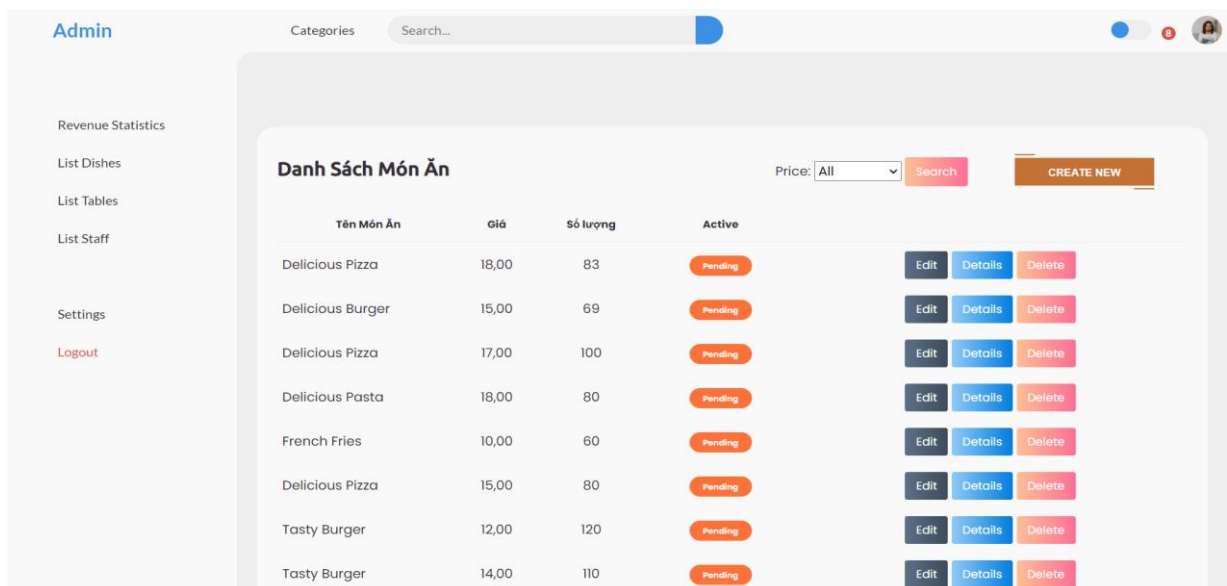 Admin Categories Search... 8
Revenue Statistics
List Dishes
List Tables
List Staff
Settings
Logout
Danh Sách Món Ăn Price: All Search CREATE NEW
Tên Món Ăn Giá Số lượng Active
Delicious Pizza 18,00 83 Pending Edit Details Delete
Delicious Burger 15,00 69 Pending Edit Details Delete
Delicious Pizza 17,00 100 Pending Edit Details Delete
Delicious Pasta 18,00 80 Pending Edit Details Delete
French Fries 10,00 60 Pending Edit Details Delete
Delicious Pizza 15,00 80 Pending Edit Details Delete
Tasty Burger 12,00 120 Pending Edit Details Delete
Tasty Burger 14,00 110 Pending Edit Details Delete